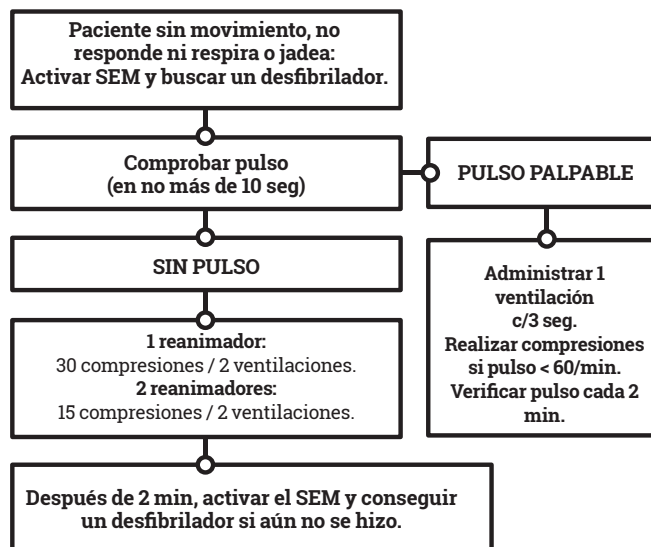 Paciente sin movimiento, no
responde ni respira o jadea:
Activar SEM y buscar un desfibrilador.
Comprobar pulso
(en no más de 10 seg)
PULSO PALPABLE
SIN PULSO
Administrar 1
ventilación
c/3 seg.
Realizar compresiones
si pulso < 60/min.
Verificar pulso cada 2
min.
1 reanimador:
30 compresiones / 2 ventilaciones.
2 reanimadores:
15 compresiones / 2 ventilaciones.
Después de 2 min, activar el SEM y conseguir
un desfibrilador si aún no se hizo.